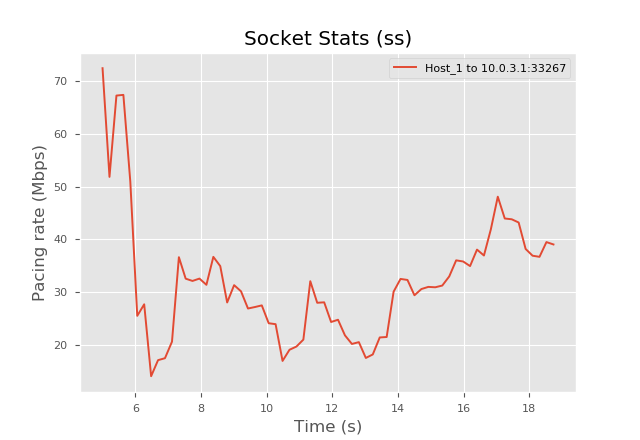 Socket Stats (ss)
Host_1 to 10.0.3.1:33267
Pacing rate (Mbps)
70
60
50
40
30
20
6 8 10 12 14 16 18
Time (s)